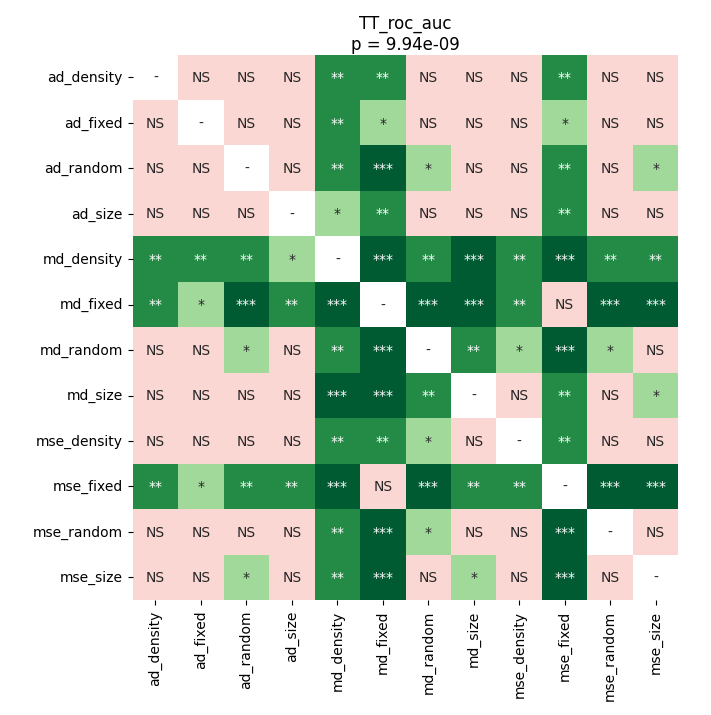 TT_roc_auc
p = 9.94e-09
ad_density - NS NS NS ** ** NS NS NS ** NS NS
ad_fixed NS - NS NS ** * NS NS NS * NS NS
ad_random NS NS - NS ** *** * NS NS ** NS *
ad_size NS NS NS - * ** NS NS NS ** NS NS
md_density ** ** ** * - *** ** *** ** *** ** **
md_fixed ** * *** ** *** - *** *** ** NS *** ***
md_random NS NS * NS ** *** - ** * *** * NS
md_size NS NS NS NS *** *** ** - NS ** NS *
mse_density NS NS NS NS ** ** * NS - ** NS NS
mse_fixed ** * ** ** *** NS *** ** ** - *** ***
mse_random NS NS NS NS ** *** * NS NS *** - NS
mse_size NS NS * NS ** *** NS * NS *** NS -
ad_density ad_fixed ad_random ad_size md_density md_fixed md_random md_size mse_density mse_fixed mse_random mse_size